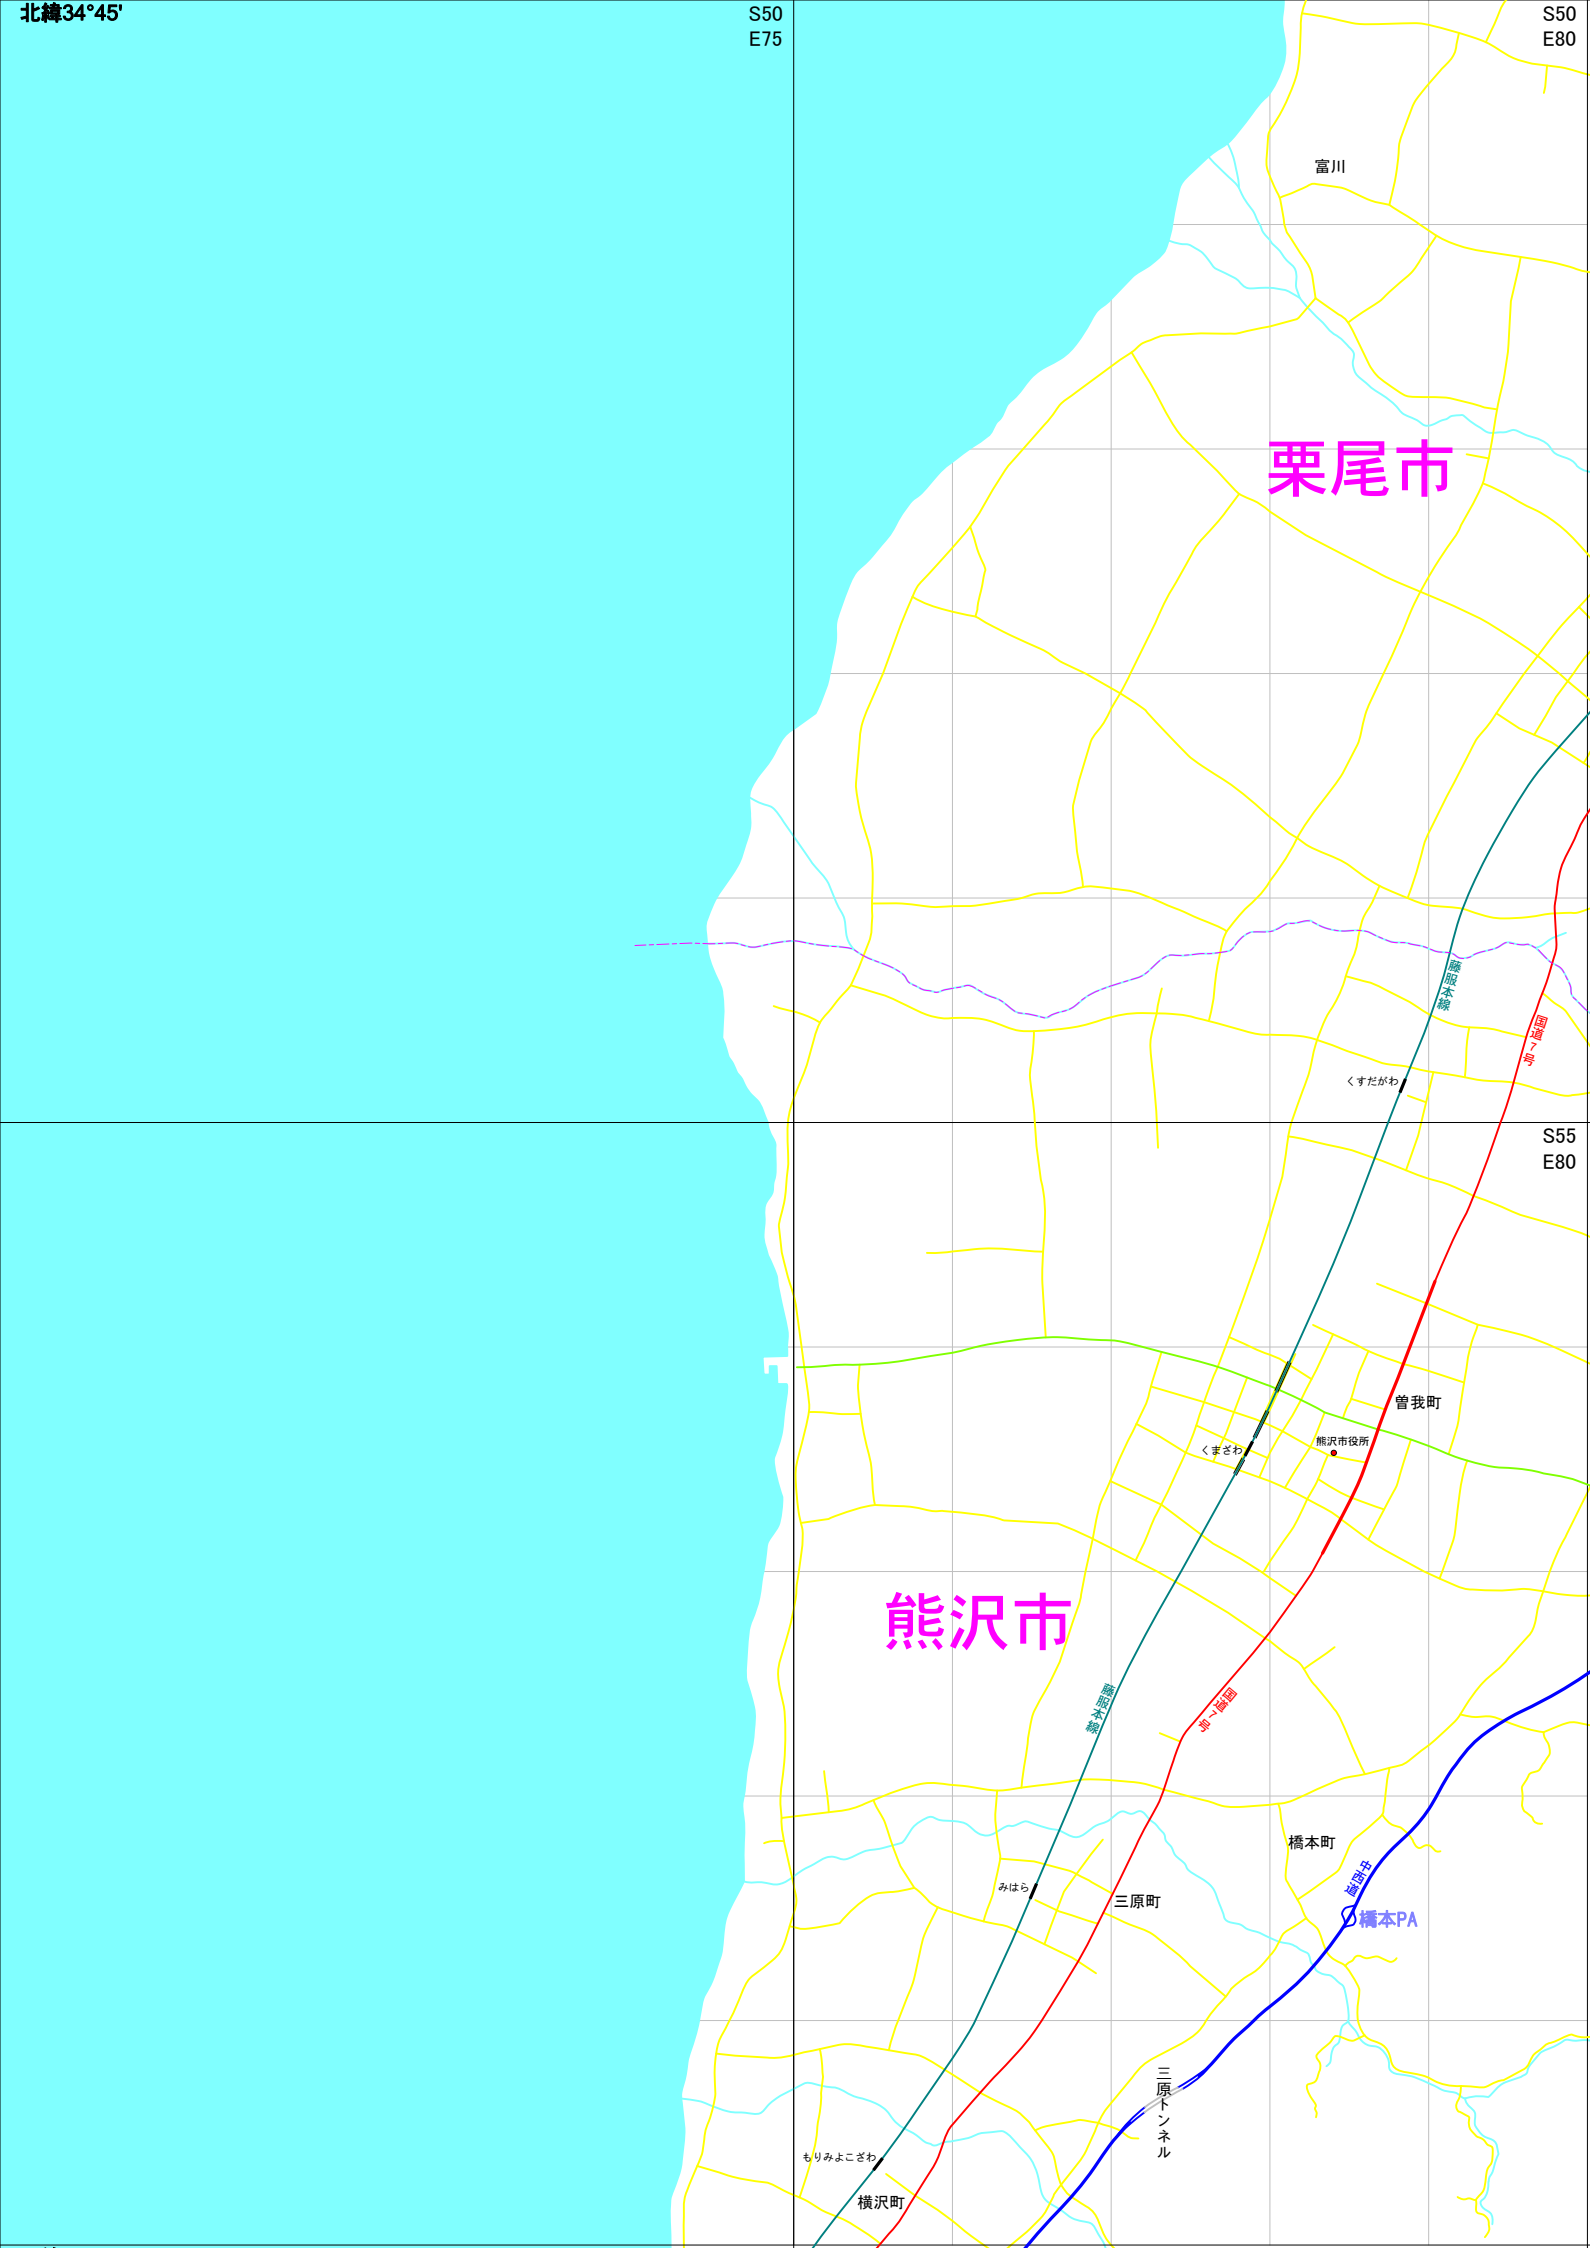 北緯34°45'
S50
E75
S50
E80
富川
栗尾市
藤服本線
国道7号
くすだがわ
S55
E80
曽我町
熊沢市役所
くまざわ
熊沢市
藤服本線
国道7号
橋本町
中西道
みはら
三原町
橋本PA
三原トンネル
もりみよこざわ
横沢町